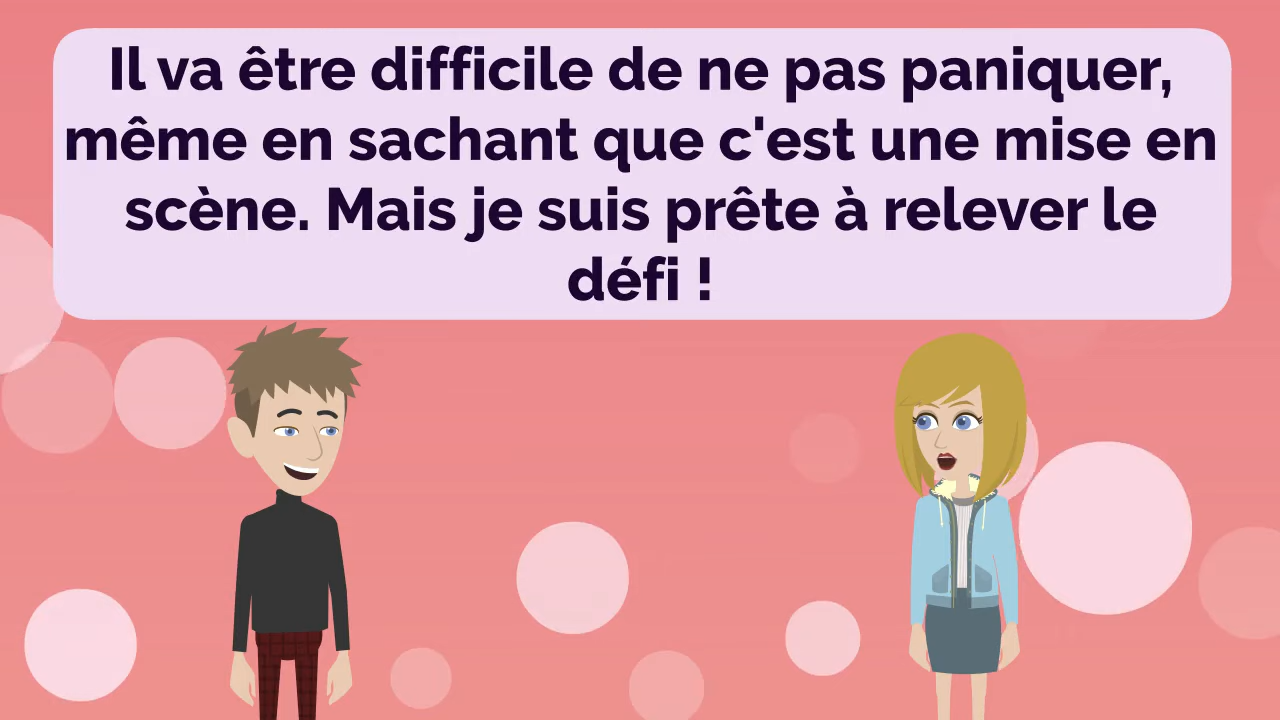 Il va être difficile de ne pas paniquer,
même en sachant que c'est une mise en
scène. Mais je suis prête à relever le
défi !